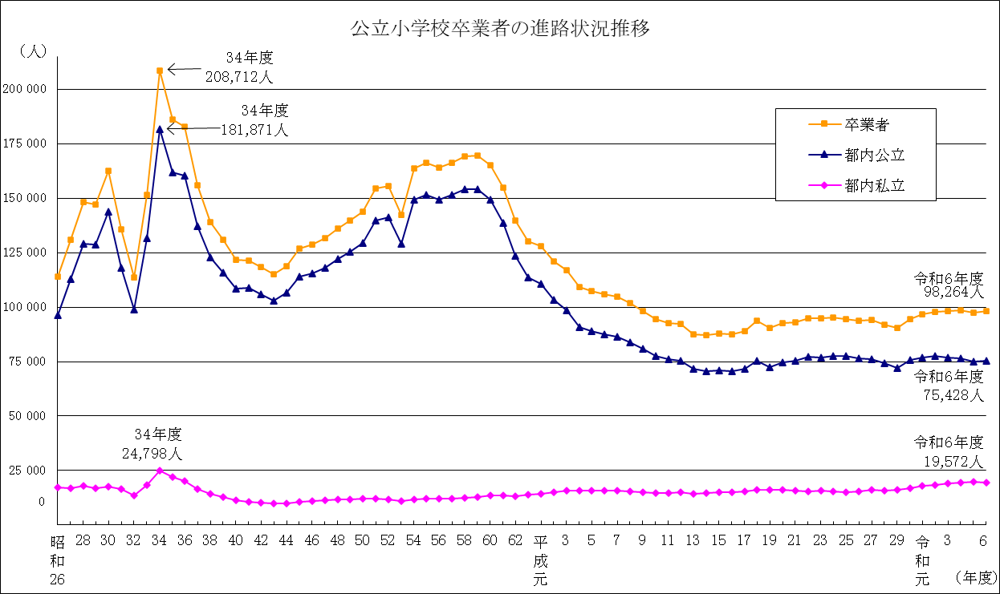 公立小学校卒業者の進路状況推移
（人）
34年度
208,712人
34年度
181,871人
200 000
175 000
150 000
125 000
100 000
75 000
50 000
25 000
0
卒業者
都内公立
都内私立
令和6年度
98,264人
令和6年度
75,428人
34年度
24,798人
令和6年度
19,572人
昭和26 28 30 32 34 36 38 40 42 44 46 48 50 52 54 56 58 60 62 平成元 3 5 7 9 11 13 15 17 19 21 23 25 27 29 令和元 3 6
（年度）